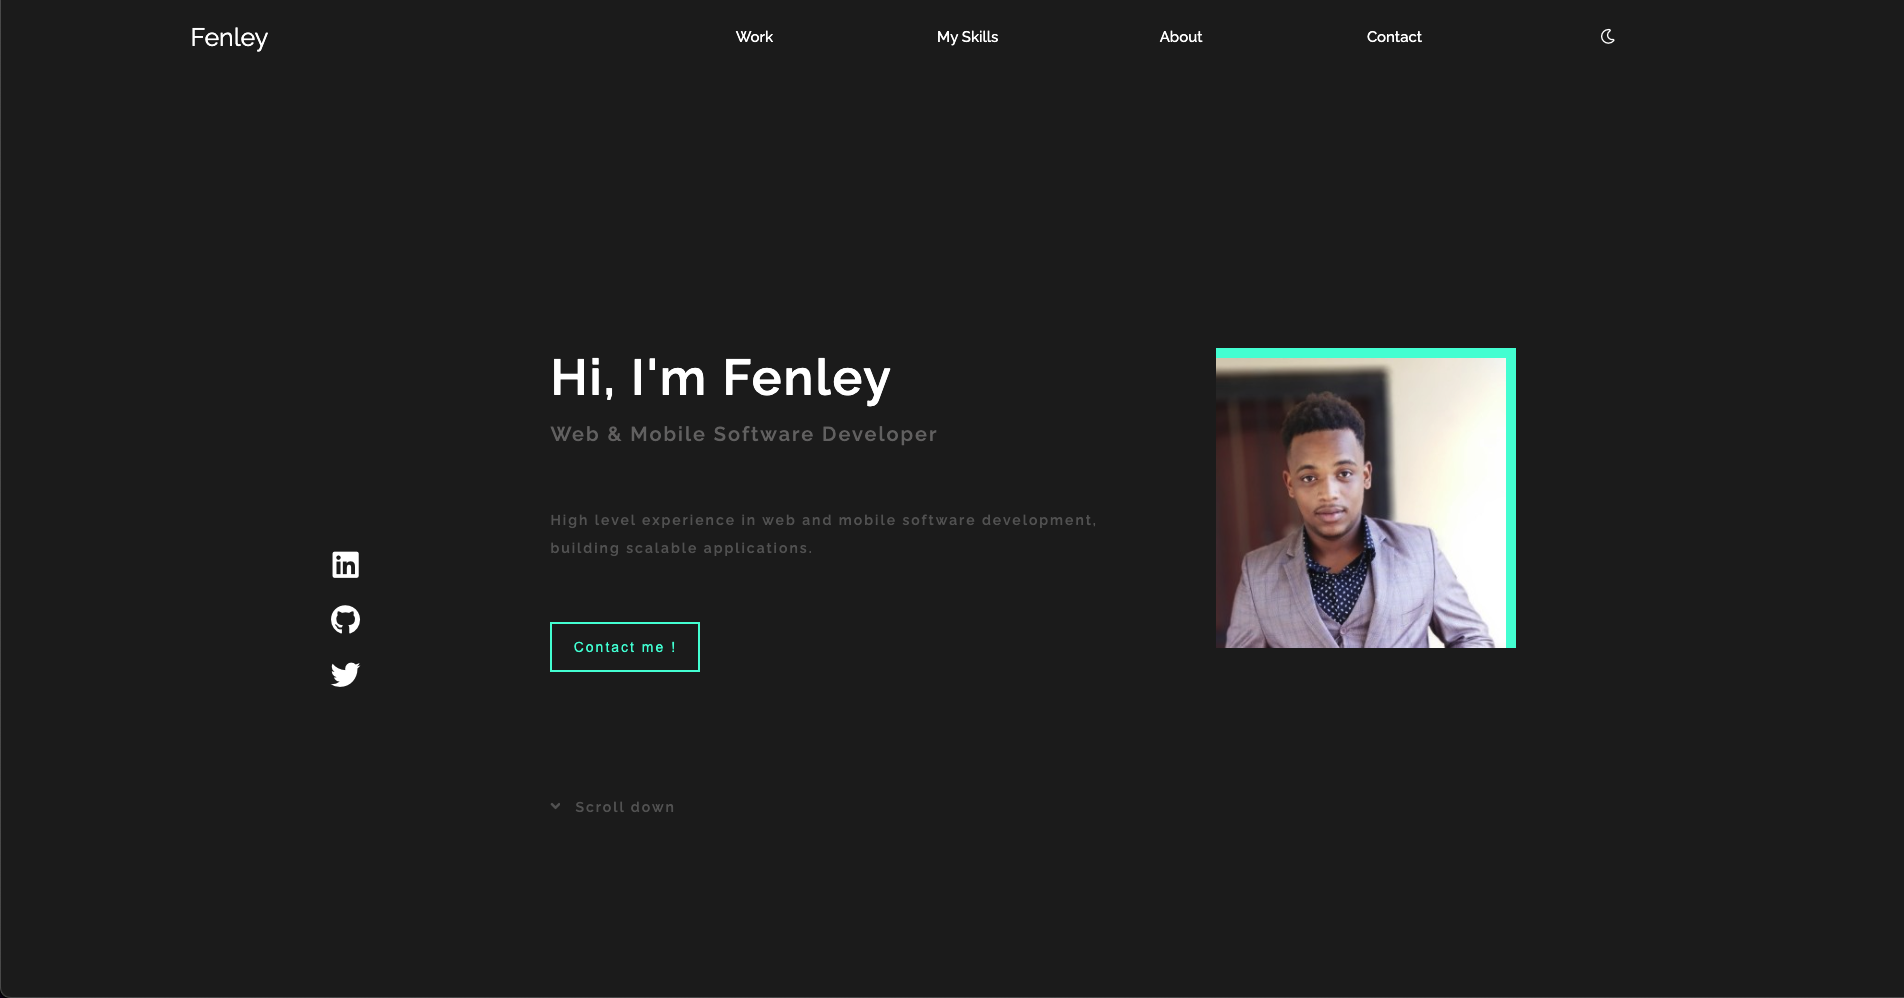 Fenley
Work
My Skills
About
Contact
Hi, I'm Fenley
Web & Mobile Software Developer
High level experience in web and mobile software development,
building scalable applications.
in
Contact me !
Scroll down